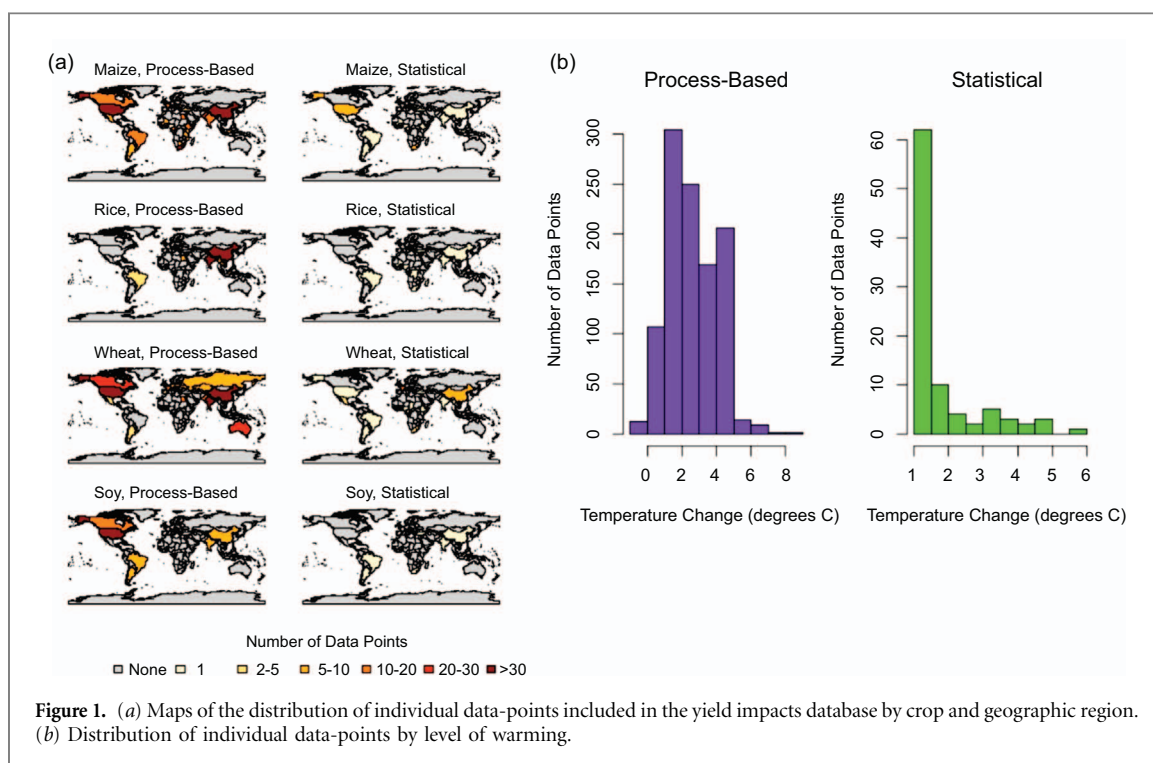 (a)
Maize, Process-Based
Maize, Statistical
Rice, Process-Based
Rice, Statistical
Wheat, Process-Based
Wheat, Statistical
Soy, Process-Based
Soy, Statistical
Number of Data Points
None 1 2-5 5-10 10-20 20-30 >30
(b)
Process-Based
Number of Data Points
0 50 100 150 200 250 300
0 2 4 6 8
Temperature Change (degrees C)
Statistical
Number of Data Points
0 10 20 30 40 50 60
1 2 3 4 5 6
Temperature Change (degrees C)
Figure 1. (a) Maps of the distribution of individual data-points included in the yield impacts database by crop and geographic region.
(b) Distribution of individual data-points by level of warming.